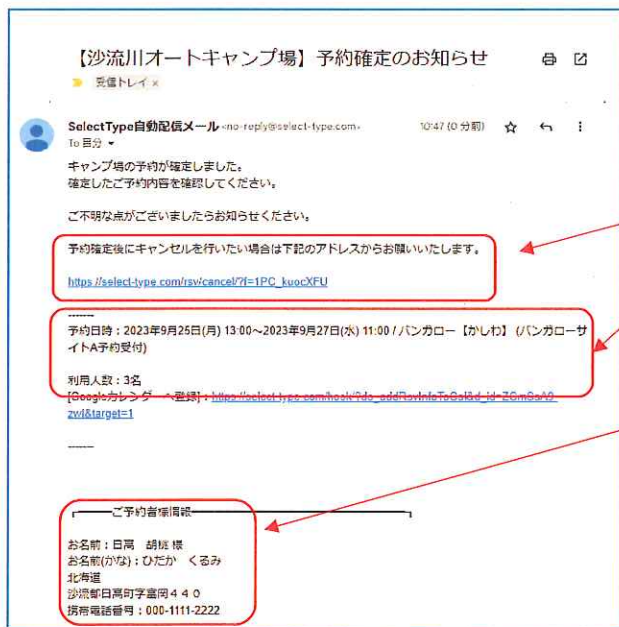 【沙流川オートキャンプ場】予約確定のお知らせ
受信トレイ ×
SelectType自動配信メール <no-reply@select-type.com>
10:47 (0 分前)
To 自分
キャンプ場の予約が確定しました。
確定したご予約内容を確認してください。
ご不明な点がございましたらお知らせください。
予約確定後にキャンセルを行いたい場合は下記のアドレスからお願いいたします。
https://select-type.com/rsv/cancel/?f=1PC_kuocXFU
-------
予約日時：2023年9月25日(月) 13:00～2023年9月27日(水) 11:00 / バンガロー【かしわ】 (バンガローサ
イトA予約受付)
利用人数：3名
[Googleカレンダーへ登録]：
zwI&target=1
-------
ご予約者様情報
お名前：日高　胡桃 様
お名前(かな)：ひだか　くるみ
北海道
沙流郡日高町字富岡４４０
携帯電話番号：000-1111-2222